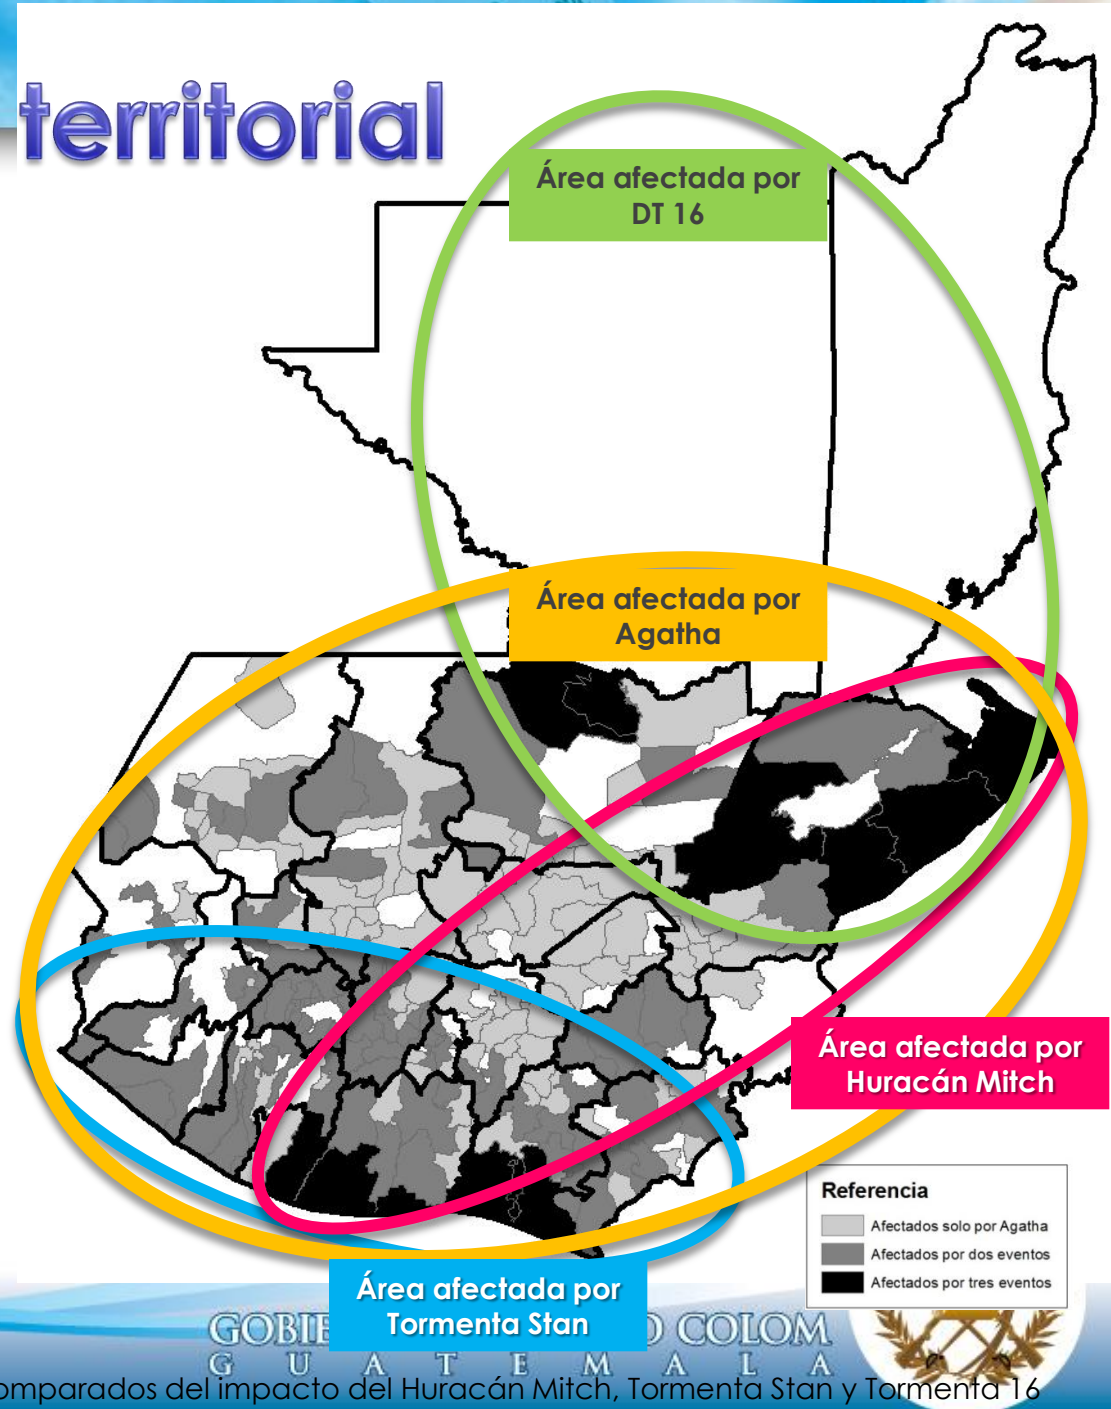 territorial
Área afectada por
DT 16
Área afectada por
Agatha
Área afectada por
Huracán Mitch
Referencia
Afectados solo por Agatha
Afectados por dos eventos
Afectados por tres eventos
Área afectada por
Tormenta Stan
COLOM
GUATEMALA
del impacto del Huracán Mitch, Tormenta Stan y Tormenta 16